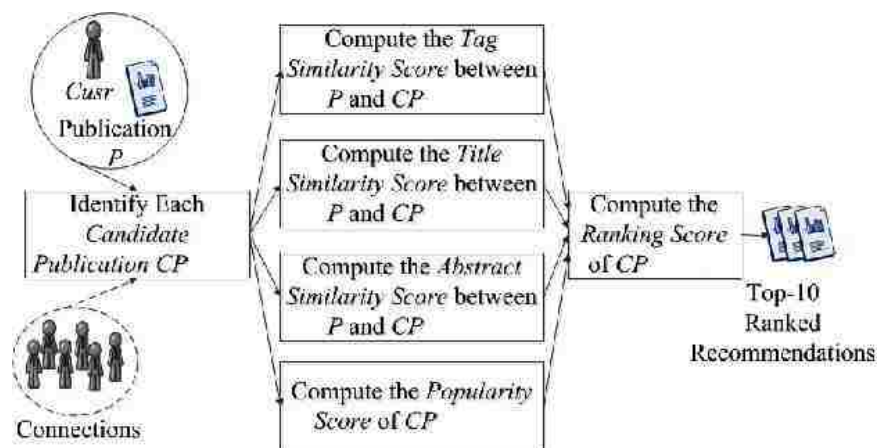 Cusr
Publication
P
Identify Each
Candidate
Publication CP
Connections
Compute the Tag
Similarity Score between
P and CP
Compute the Title
Similarity Score between
P and CP
Compute the Abstract
Similarity Score between
P and CP
Compute the Popularity
Score of CP
Compute the
Ranking Score
of CP
Top-10
Ranked
Recommendations